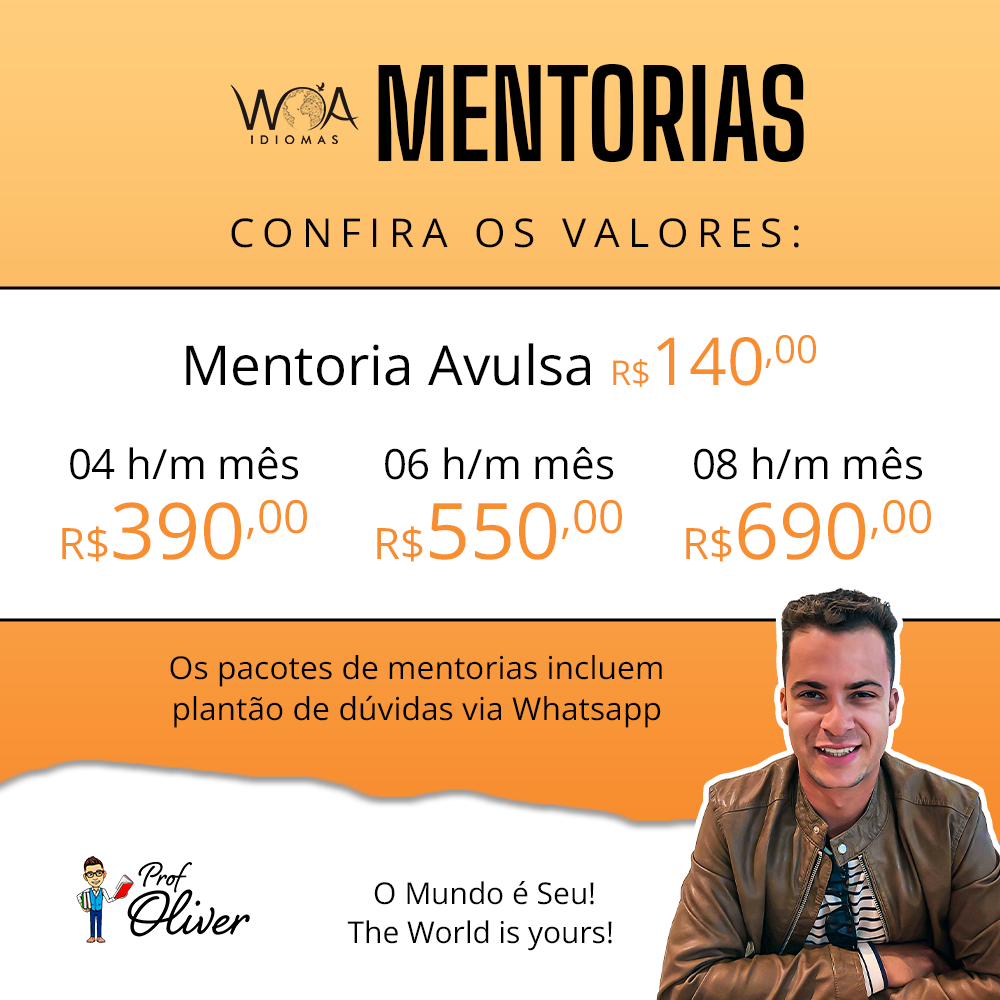 WOA
IDIOMAS
MENTORIAS
CONFIRA OS VALORES:
Mentoria Avulsa R$140,00
04 h/m mês
R$390,00
06 h/m mês
R$550,00
08 h/m mês
R$690,00
Os pacotes de mentorias incluem
plantão de dúvidas via Whatsapp
Prof
Oliver
O Mundo é Seu!
The World is yours!